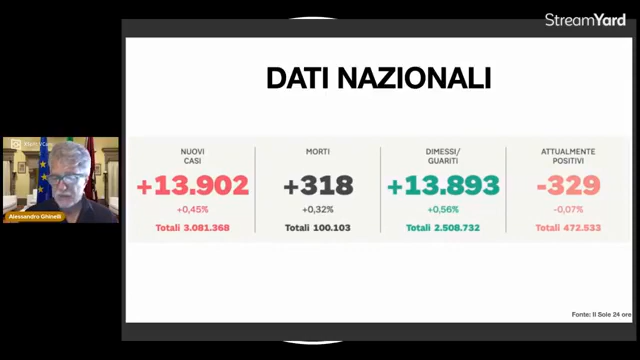 StreamYard
DATI NAZIONALI
NUOVI
CASI
+13.902
+0,45%
Totali 3.081.368
MORTI
+318
+0,32%
Totali 100.103
DIMESSI/
GUARITI
+13.893
+0,56%
Totali 2.508.732
ATTUALMENTE
POSITIVI
-329
-0,07%
Totali 472.533
Alessandro Ghinelli
Fonte: Il Sole 24 ore